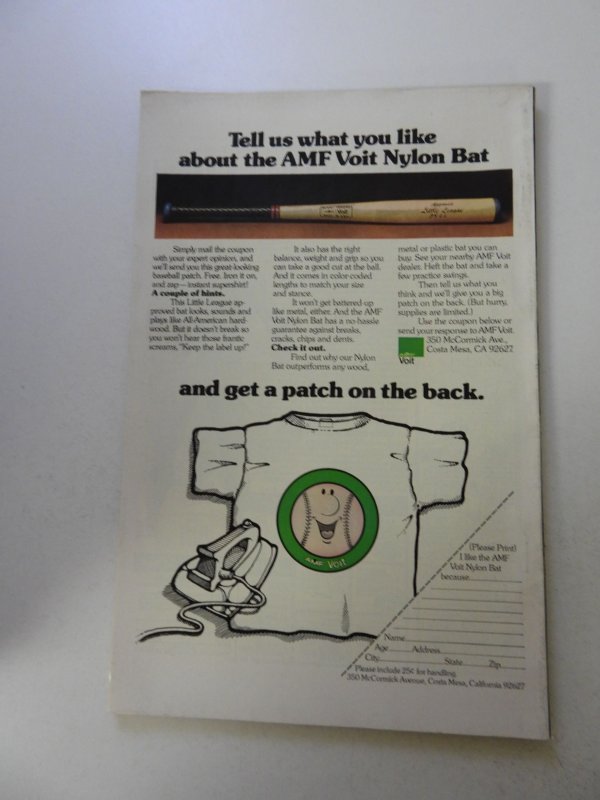 Tell us what you like
about the AMF Voit Nylon Bat
Voit
Little League
Simply mail the coupon
with your expert opinion, and
we'll send you this great-looking
baseball patch. Free. Iron it on,
and zap—instant supershirt!
A couple of hints.
This Little League ap-
proved bat looks, sounds and
plays like All-American hard-
wood. But it doesn't break so
you won't hear those frantic
screams, "Keep the label up!"
It also has the right
balance, weight and grip so you
can take a good cut at the ball.
And it comes in color-coded
lengths to match your size
and stance.
It won't get battered-up
like metal, either. And the AMF
Voit Nylon Bat has a no-hassle
guarantee against breaks,
cracks, chips and dents.
Check it out.
Find out why our Nylon
Bat outperforms any wood,
metal or plastic bat you can
buy. See your nearby AMF Voit
dealer. Heft the bat and take a
few practice swings.
Then tell us what you
think and we'll give you a big
patch on the back. (But hurry,
supplies are limited.)
Use the coupon below or
send your response to AMF Voit.
350 McCormick Ave.,
Costa Mesa, CA 92627.
AMF
Voit
and get a patch on the back.
AMF Voit
(Please Print)
I like the AMF
Voit Nylon Bat
because
Name
Age Address
City State Zip
Please include 25¢ for handling.
350 McCormick Avenue, Costa Mesa, California 92627